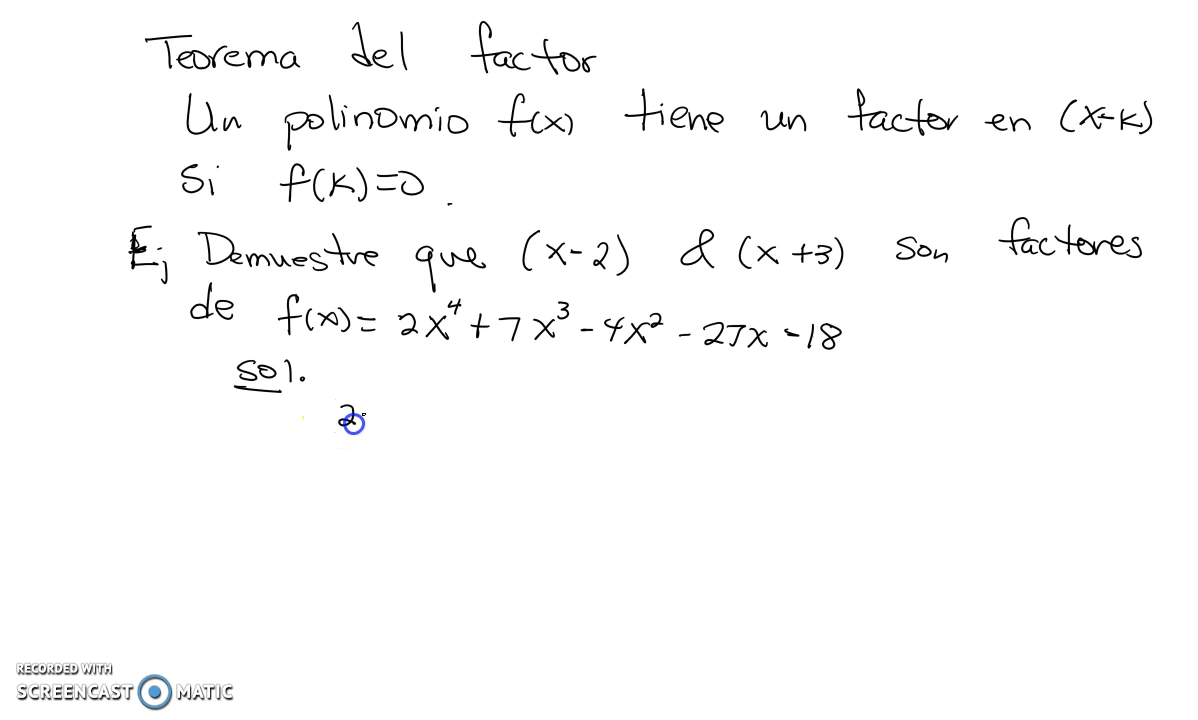 Teorema del factor
Un polinomio f(x) tiene un factor en (x-k)
Si f(k)=0.
Ej Demuestre que (x-2) & (x+3) son factores
de f(x)= 2x⁴+7x³-4x²-27x-18
Sol.
2
RECORDED WITH
SCREENCAST MATIC